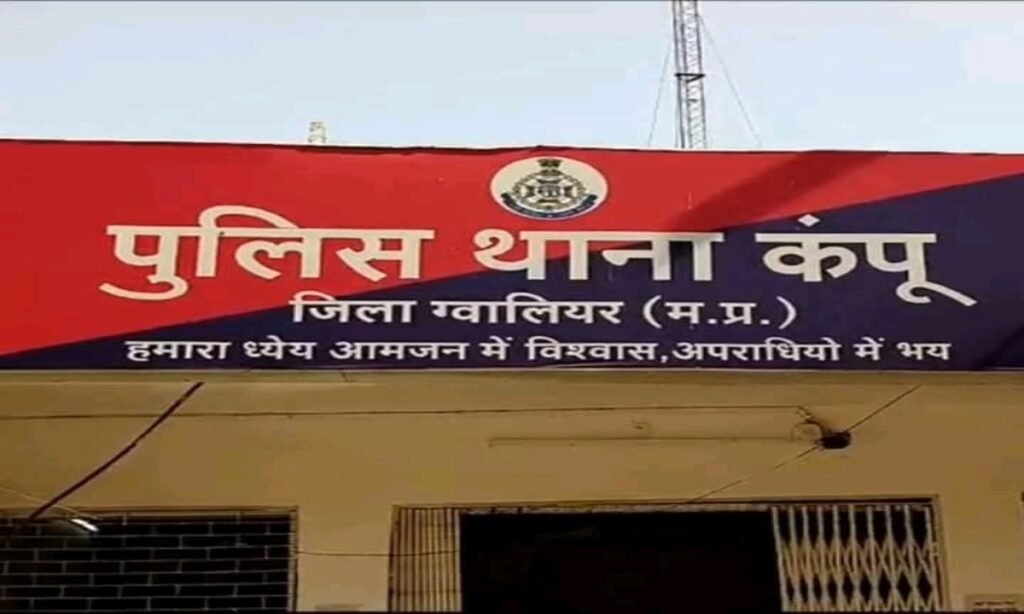 पुलिस थाना कंपू
जिला ग्वालियर (म.प्र.)
हमारा ध्येय आमजन में विश्वास,अपराधियो में भय